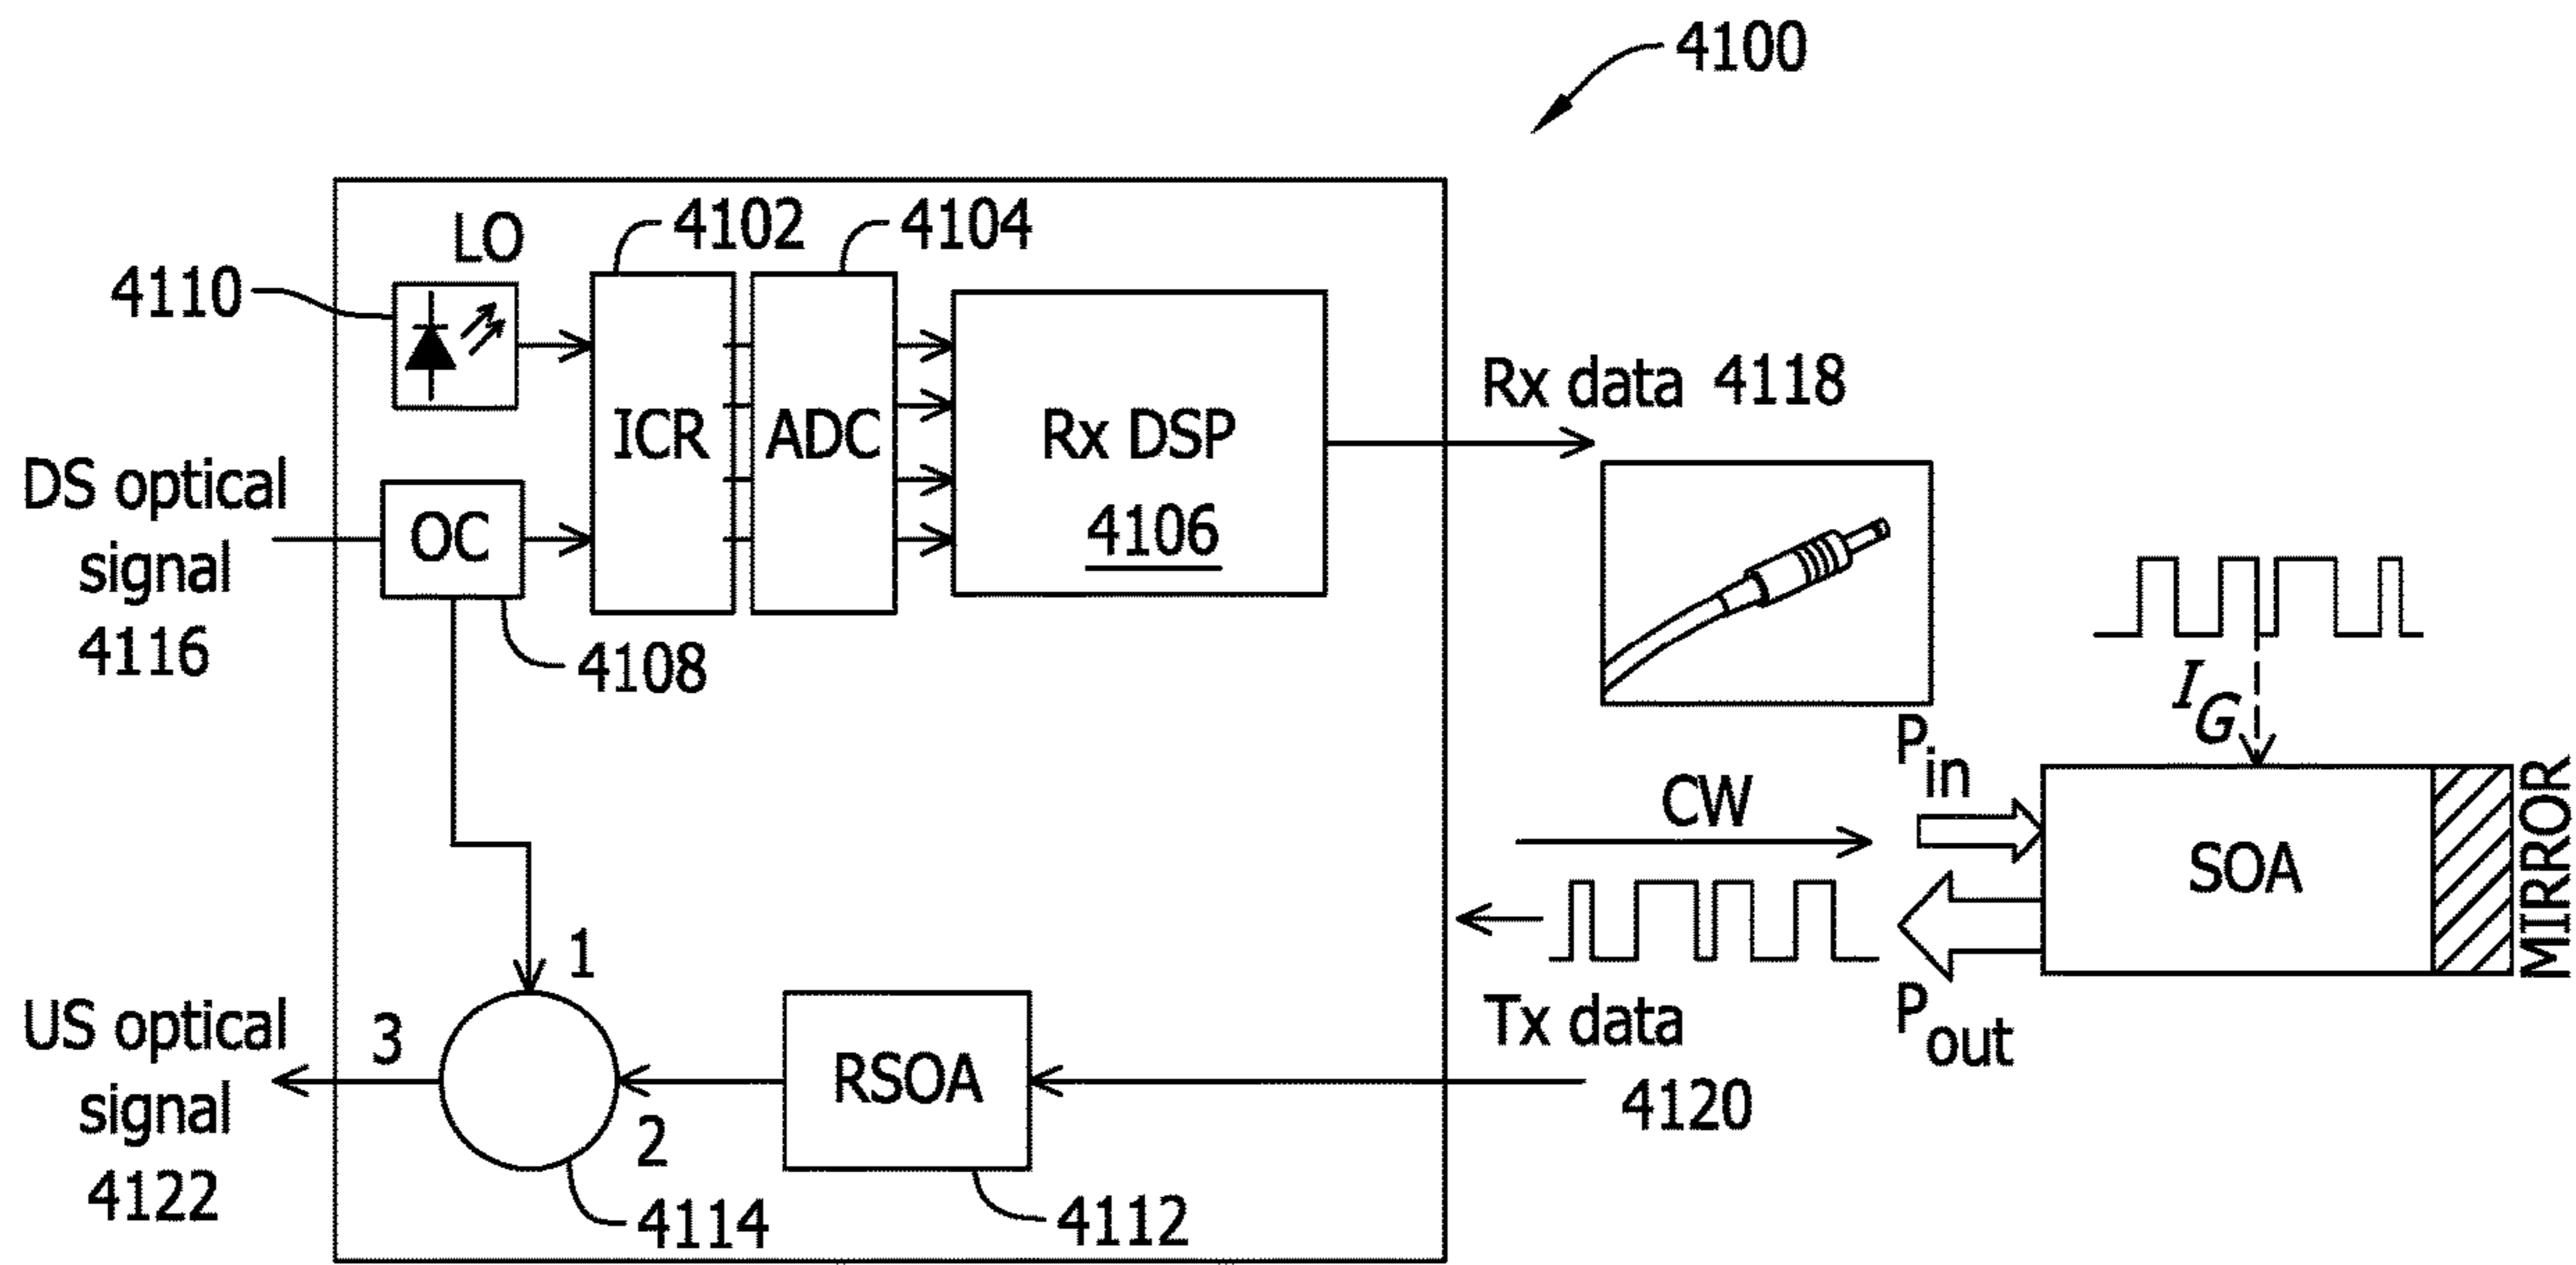 4100
LO
4102
4104
4110
ICR
ADC
Rx DSP
4106
Rx data 4118
DS optical
signal
4116
OC
4108
I_G
P_in
CW
SOA
MIRROR
P_out
Tx data
4120
1
2
3
US optical
signal
4122
RSOA
4114
4112